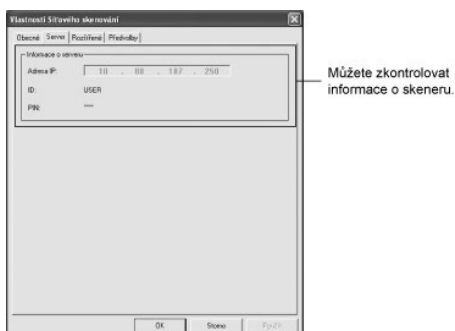 Vlastnosti Síťového skenování
Obecné Server Rozšířené Předvolby
Informace o serveru
Adresa IP: 10 . 88 . 187 . 250
ID: USER
PIN: ****
Můžete zkontrolovat
informace o skeneru.
OK Storno Použít